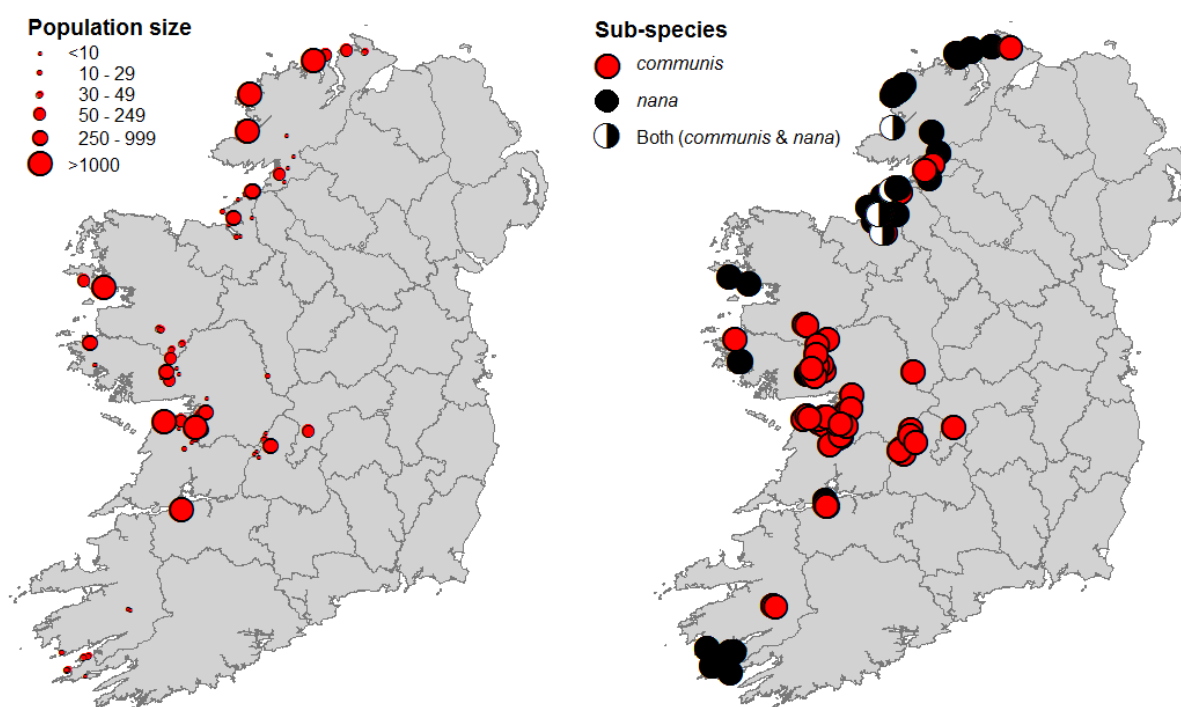 Population size
<10
10 - 29
30 - 49
50 - 249
250 - 999
>1000
Sub-species
communis
nana
Both (communis & nana)